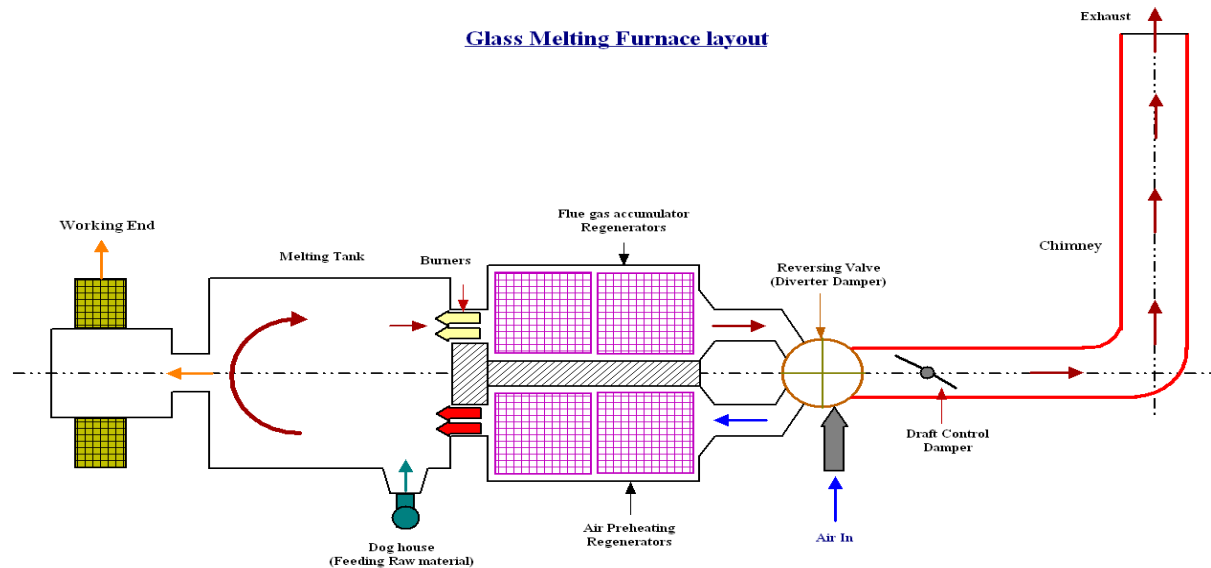 Exhaust
Glass Melting Furnace layout
Working End
Melting Tank
Burners
Flue gas accumulator
Regenerators
Reversing Valve
(Diverter Damper)
Chimney
Draft Control
Damper
Dog house
(Feeding Raw material)
Air Preheating
Regenerators
Air In